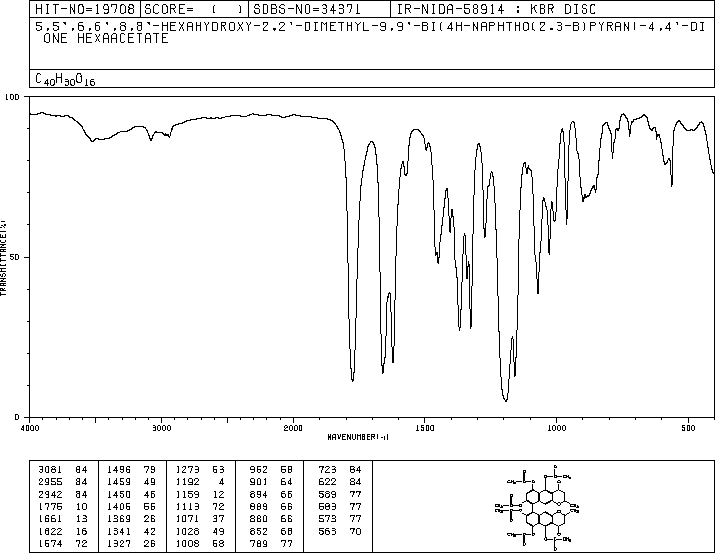 HIT-NO=19708 SCORE= ( ) SDBS-NO=34371 IR-NIDA-58914 : KBR DISC
5,5',6,6',8,8'-HEXAHYDROXY-2,2'-DIMETHYL-9,9'-BI(4H-NAPHTHO(2,3-B)PYRAN)-4,4'-DI
ONE HEXAACETATE
C40H30O16
100
50
0
TRANSMITTANCE(%)
4000 3000 2000 1500 1000 500
WAVENUMBER(-1)
3081 84 1496 79 1273 53 962 58 723 84
2955 84 1459 49 1192 4 901 64 622 84
2942 84 1450 46 1159 12 894 66 589 77
1776 10 1406 55 1113 72 889 66 583 77
1661 13 1369 26 1071 37 880 66 573 77
1622 16 1341 42 1028 49 852 68 563 70
1574 72 1327 26 1008 58 789 77